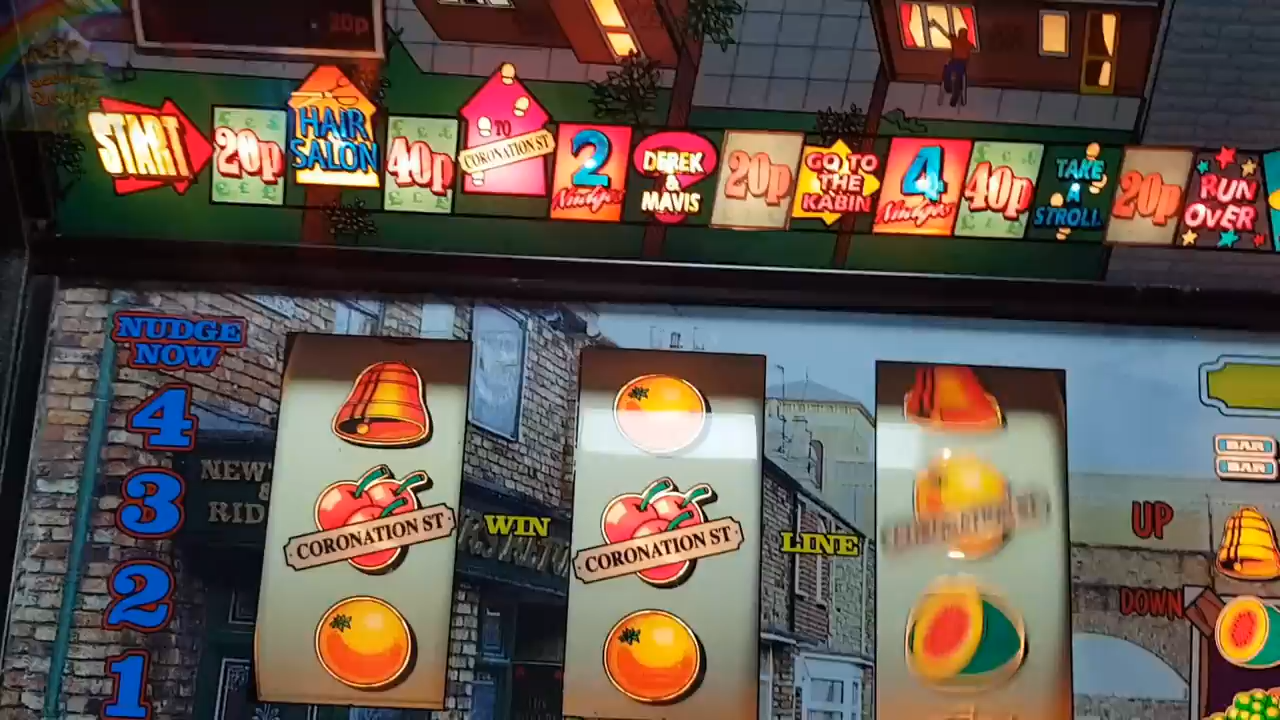 20p
START
20p
£ £ £
£ £ £
HAIR
SALON
£ £ £
40p
£ £ £
TO
CORONATION ST
2
Nudges
DEREK
&
MAVIS
20p
GO TO
THE
KABIN
4
Nudges
£ £ £
40p
£ £ £
TAKE
A
STROLL
20p
RUN
OVER
NUDGE
NOW
4
3
2
1
NEW
&
RID
CORONATION ST
WIN
CORONATION ST
LINE
UP
DOWN
BAR
BAR